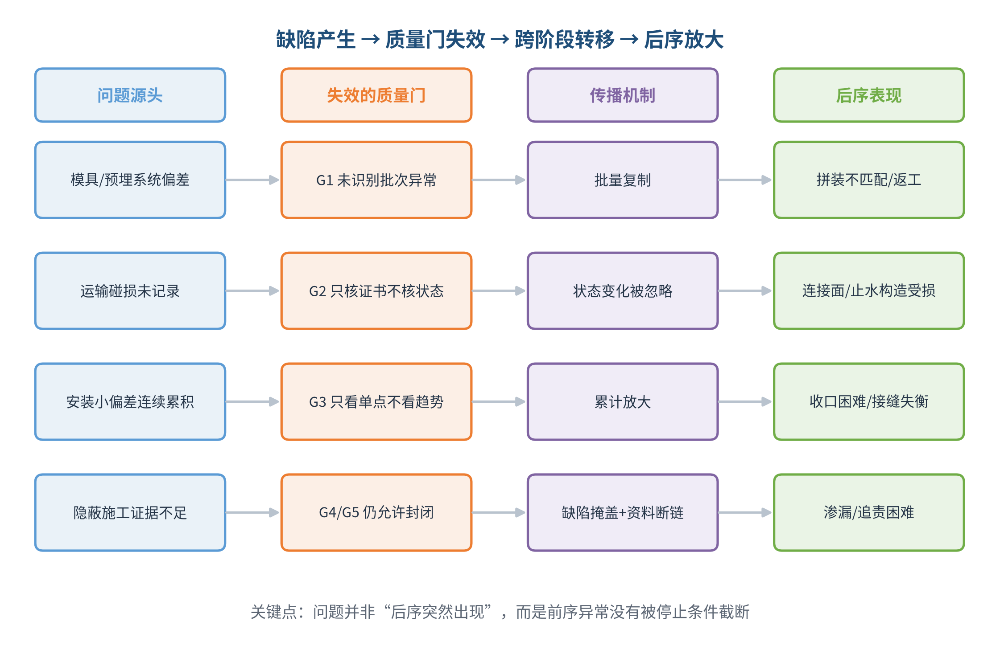 缺陷产生 → 质量门失效 → 跨阶段转移 → 后序放大
问题源头
失效的质量门
传播机制
后序表现
模具/预埋系统偏差
G1 未识别批次异常
批量复制
拼装不匹配/返工
运输碰损未记录
G2 只核证书不核状态
状态变化被忽略
连接面/止水构造受损
安装小偏差连续累积
G3 只看单点不看趋势
累计放大
收口困难/接缝失衡
隐蔽施工证据不足
G4/G5 仍允许封闭
缺陷掩盖+资料断链
渗漏/追责困难
关键点：问题并非“后序突然出现”，而是前序异常没有被停止条件截断